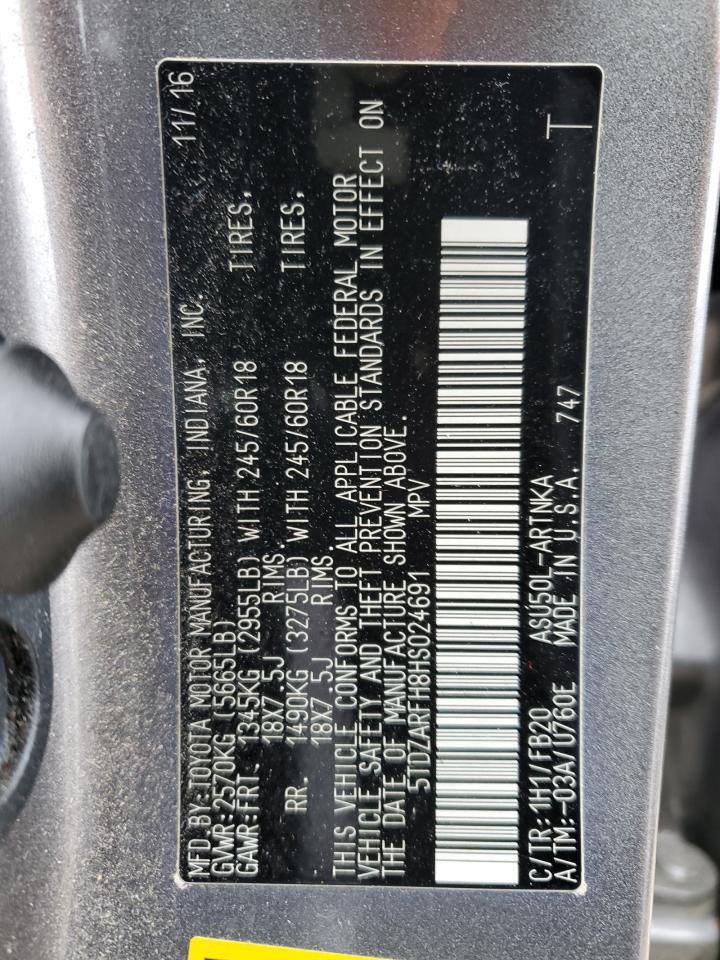 MFD.BY:TOYOTA MOTOR MANUFACTURING, INDIANA, INC. 11/16
GVWR:2570KG (5665LB)
GAWR:FRT. 1345KG (2955LB) WITH 245/60R18 TIRES,
18X7.5J RIMS.
RR. 1490KG (3275LB) WITH 245/60R18 TIRES,
18X7.5J RIMS.
THIS VEHICLE CONFORMS TO ALL APPLICABLE FEDERAL MOTOR
VEHICLE SAFETY AND THEFT PREVENTION STANDARDS IN EFFECT ON
THE DATE OF MANUFACTURE SHOWN ABOVE.
5TDZARFH8HS024691 MPV
C/TR:1H1/FB20 ASU50L-ARTNKA
A/TM:-03A/U760E MADE IN U.S.A. 747 T